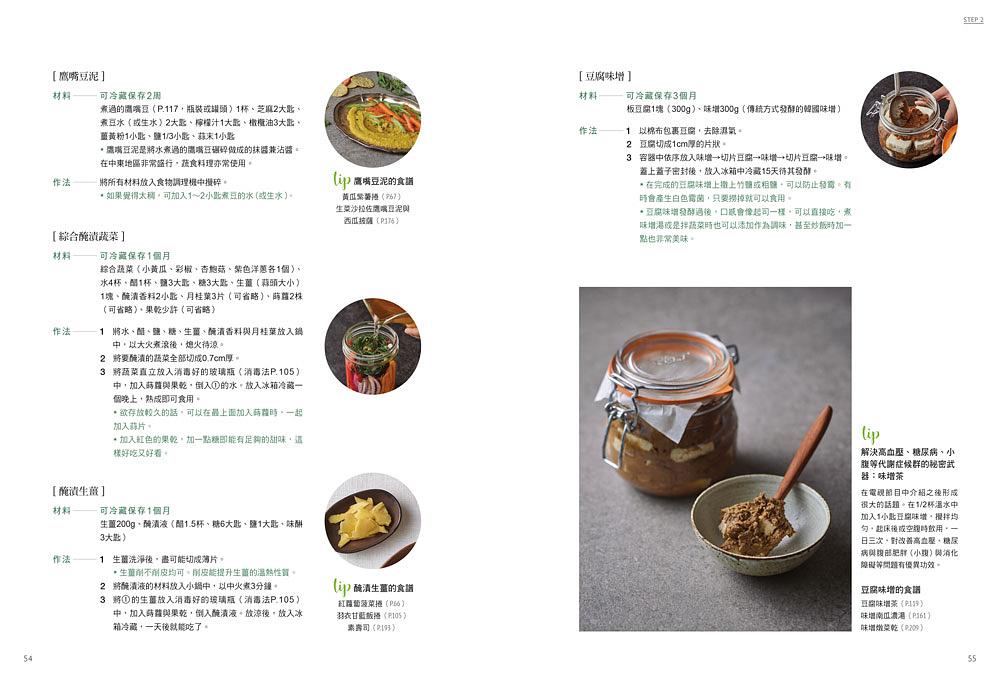 STEP 2
[ 鷹嘴豆泥 ]
材料 可冷藏保存2周
煮過的鷹嘴豆（P.117，瓶裝或罐頭）1杯、芝麻2大匙、
煮豆水（或生水）2大匙、檸檬汁1大匙、橄欖油3大匙、
薑黃粉1小匙、鹽1/3小匙、蒜末1小匙
• 鷹嘴豆泥是將水煮過的鷹嘴豆碾碎做成的抹醬兼沾醬。
在中東地區非常盛行，蔬食料理亦常使用。
作法 將所有材料放入食物調理機中攪碎。
• 如果覺得太稠，可加入1～2小匙煮豆的水（或生水）。
tip 鷹嘴豆泥的食譜
黃瓜紫薯捲（P.67）
生菜沙拉佐鷹嘴豆泥與
西瓜披薩（P.176）
[ 綜合醃漬蔬菜 ]
材料 可冷藏保存1個月
綜合蔬菜（小黃瓜、彩椒、杏鮑菇、紫色洋蔥各1個）、
水4杯、醋1杯、鹽3大匙、糖3大匙、生薑（蒜頭大小）
1塊、醃漬香料2小匙、月桂葉3片（可省略）、蒔蘿2株
（可省略）、果乾少許（可省略）
作法 1 將水、醋、鹽、糖、生薑、醃漬香料與月桂葉放入鍋
中，以大火煮滾後，熄火待涼。
2 將要醃漬的蔬菜全部切成0.7cm厚。
3 將蔬菜直立放入消毒好的玻璃瓶（消毒法P.105）
中，加入蒔蘿與果乾，倒入①的水。放入冰箱冷藏一
個晚上，熟成即可食用。
• 欲存放較久的話，可以在最上面加入蒔蘿時，一起
加入蒜片。
• 加入紅色的果乾，加一點糖即能有足夠的甜味，這
樣好吃又好看。
[ 醃漬生薑 ]
材料 可冷藏保存1個月
生薑200g、醃漬液（醋1.5杯、糖6大匙、鹽1大匙、味醂
3大匙）
作法 1 生薑洗淨後，盡可能切成薄片。
• 生薑削不削皮均可。削皮能提升生薑的溫熱性質。
2 將醃漬液的材料放入小鍋中，以中火煮3分鐘。
3 將①的生薑放入消毒好的玻璃瓶（消毒法P.105）
中，加入蒔蘿與果乾，倒入醃漬液。放涼後，放入冰
箱冷藏，一天後就能吃了。
tip 醃漬生薑的食譜
紅蘿蔔菠菜捲（P.66）
羽衣甘藍飯捲（P.105）
素壽司（P.193）
54
[ 豆腐味增 ]
材料 可冷藏保存3個月
板豆腐1塊（300g）、味增300g（傳統方式發酵的韓國味增）
作法 1 以棉布包裹豆腐，去除濕氣。
2 豆腐切成1cm厚的片狀。
3 容器中依序放入味增→切片豆腐→味增→切片豆腐→味增。
蓋上蓋子密封後，放入冰箱中冷藏15天待其發酵。
• 在完成的豆腐味增上撒上竹鹽或粗鹽，可以防止發霉。有
時會產生白色霉菌，只要撈掉就可以食用。
• 豆腐味增發酵過後，口感會像起司一樣，可以直接吃，煮
味增湯或是拌蔬菜時也可以添加作為調味，甚至炒飯時加一
點也非常美味。
tip
解決高血壓、糖尿病、小
腹等代謝症候群的祕密武
器：味增茶
在電視節目中介紹之後形成
很大的話題。在1/2杯溫水中
加入1小匙豆腐味增，攪拌均
勻，起床後或空腹時飲用，一
日三次，對改善高血壓、糖尿
病與腹部肥胖（小腹）與消化
障礙等問題有優異功效。
豆腐味增的食譜
豆腐味增茶（P.119）
味增南瓜濃湯（P.161）
味增燉菜乾（P.209）
55